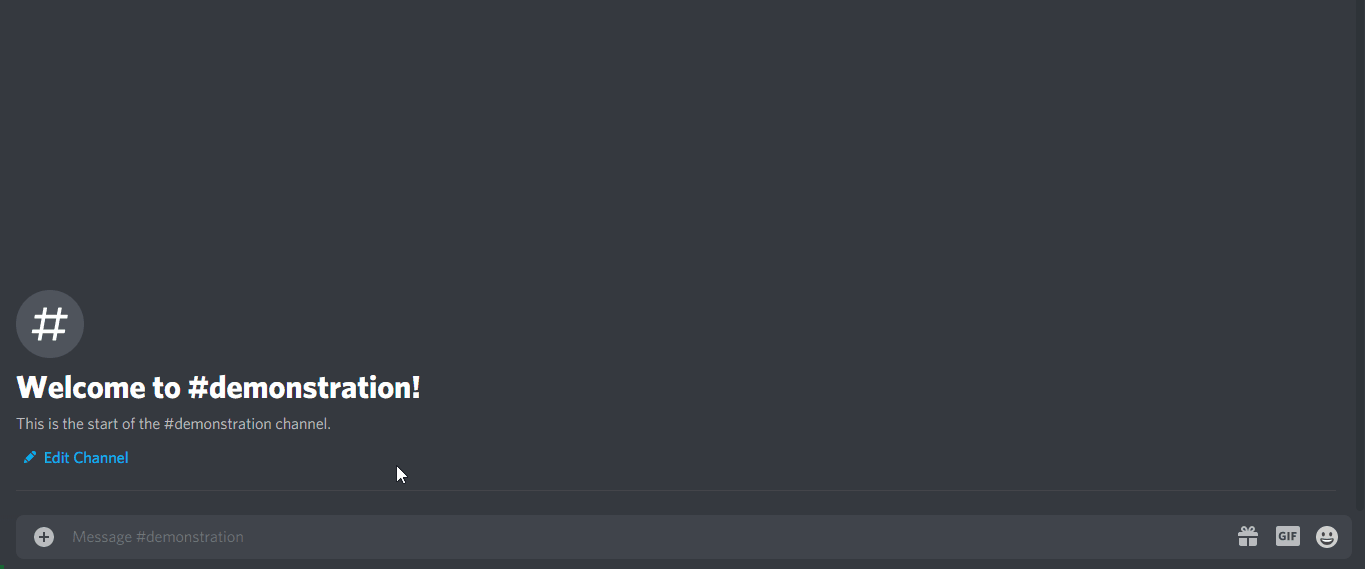 #
Welcome to #demonstration!
This is the start of the #demonstration channel.
Edit Channel
Message #demonstration
GIF